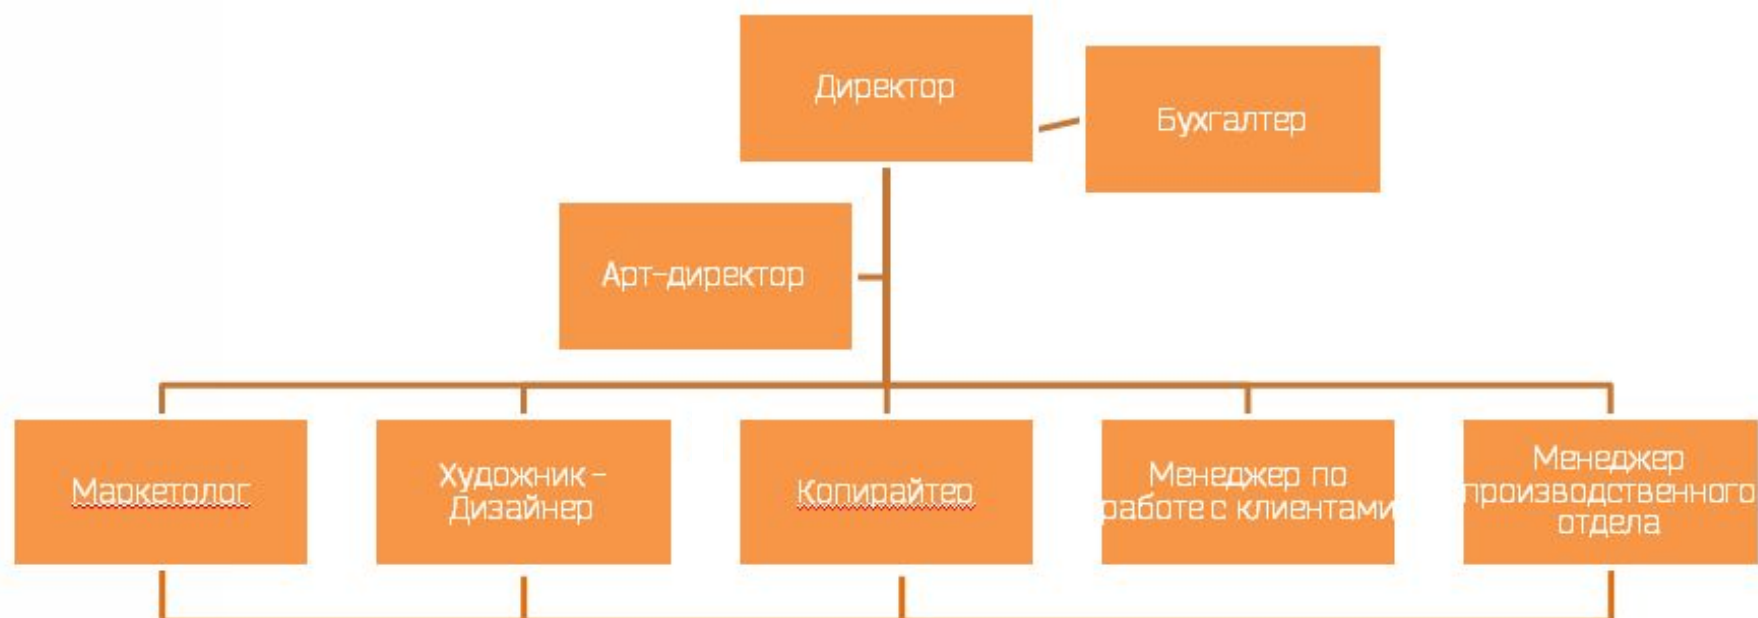 Директор
Бухгалтер
Арт-директор
Маркетолог
Художник –
Дизайнер
Копирайтер
Менеджер по
работе с клиентами
Менеджер
производственного
отдела